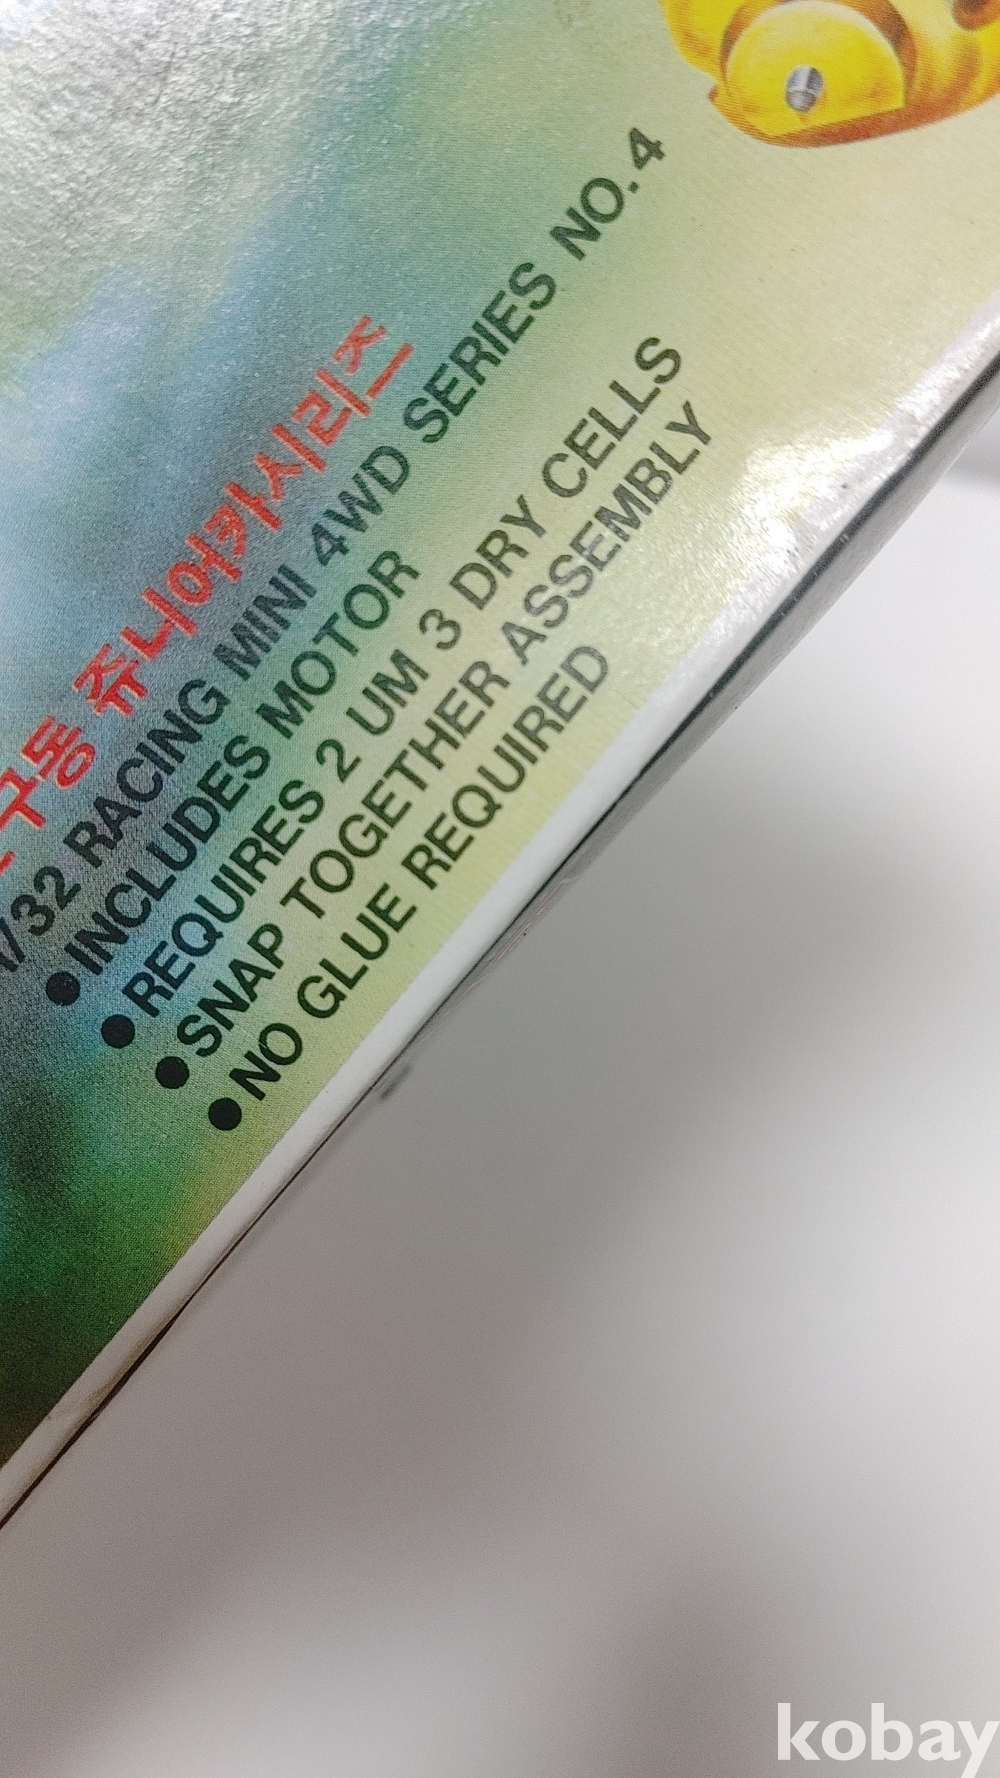 구동 쥬니어카시리즈
1/32 RACING MINI 4WD SERIES NO.4
●INCLUDES MOTOR
●REQUIRES 2 UM 3 DRY CELLS
●SNAP TOGETHER ASSEMBLY
●NO GLUE REQUIRED
kobay